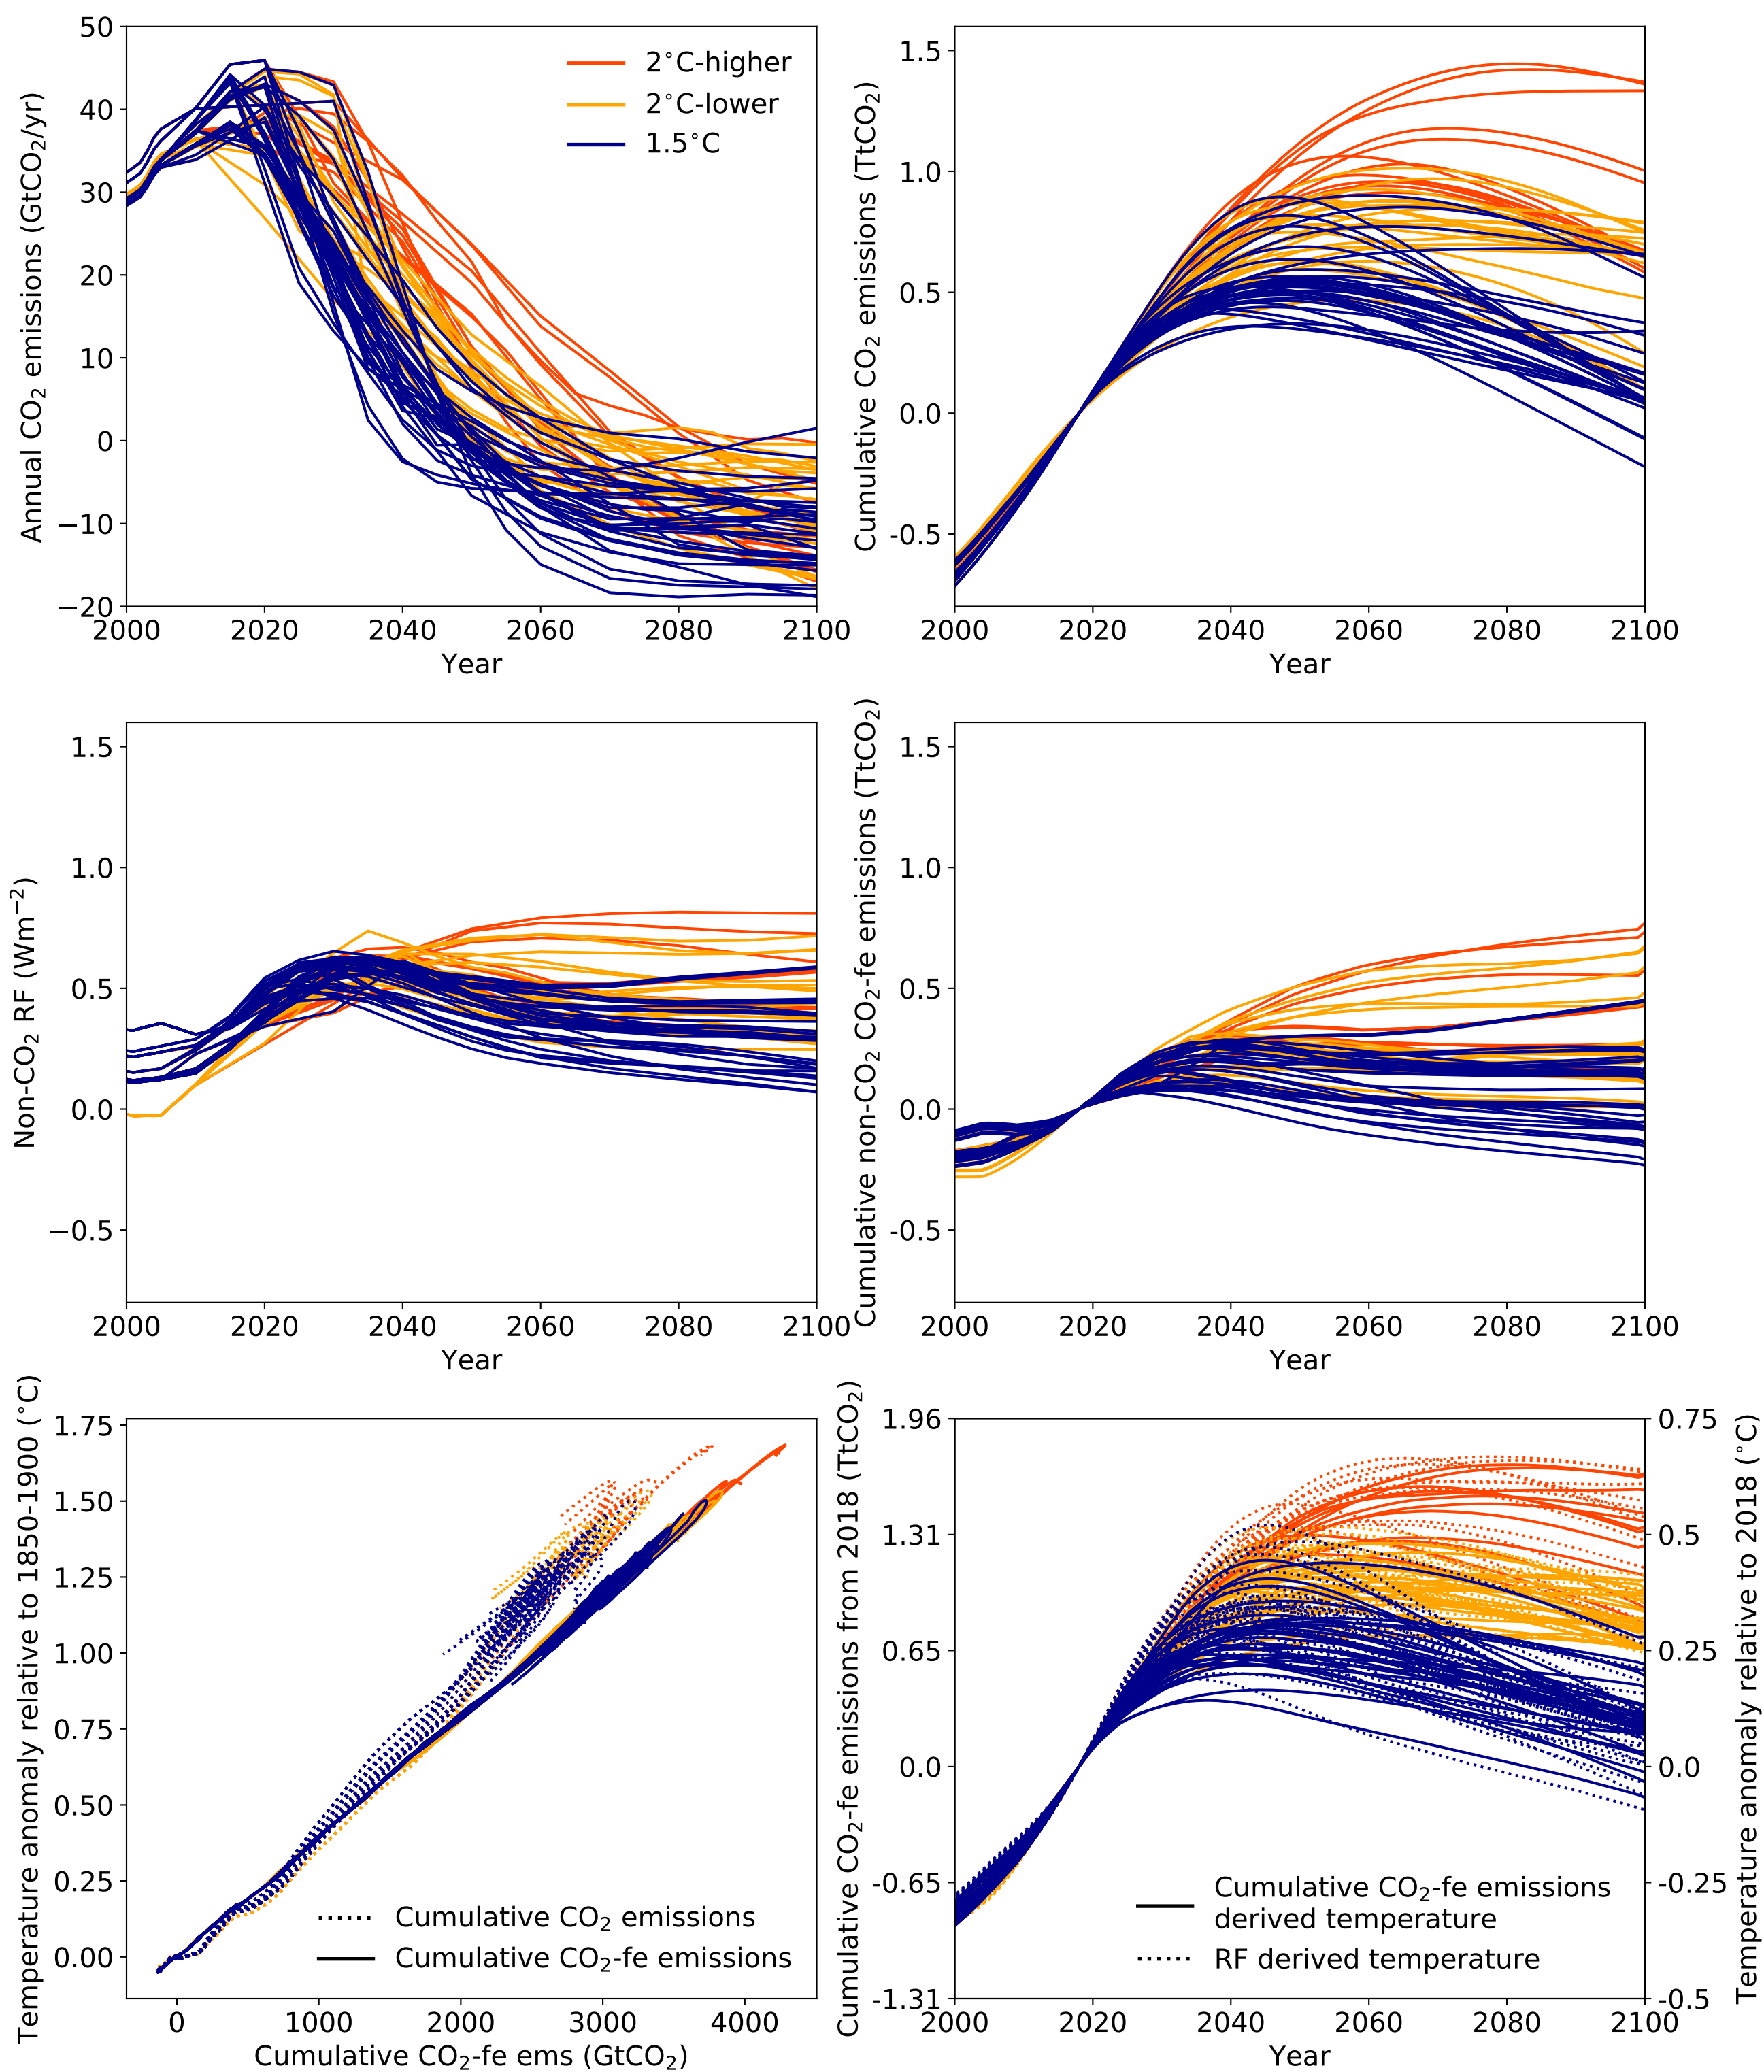 50
40
30
20
10
0
−10
−20
Annual CO₂ emissions (GtCO₂/yr)
2°C-higher
2°C-lower
1.5°C
2000 2020 2040 2060 2080 2100
Year
1.5
1.0
0.5
0.0
-0.5
Cumulative CO₂ emissions (TtCO₂)
2000 2020 2040 2060 2080 2100
Year
1.5
1.0
0.5
0.0
−0.5
Non-CO₂ RF (Wm⁻²)
2000 2020 2040 2060 2080 2100
Year
1.5
1.0
0.5
0.0
-0.5
Cumulative non-CO₂ CO₂-fe emissions (TtCO₂)
2000 2020 2040 2060 2080 2100
Year
1.75
1.50
1.25
1.00
0.75
0.50
0.25
0.00
Temperature anomaly relative to 1850-1900 (°C)
Cumulative CO₂ emissions
Cumulative CO₂-fe emissions
0 1000 2000 3000 4000
Cumulative CO₂-fe ems (GtCO₂)
1.96
1.31
0.65
0.0
-0.65
-1.31
Cumulative CO₂-fe emissions from 2018 (TtCO₂)
Cumulative CO₂-fe emissions
derived temperature
RF derived temperature
0.75
0.5
0.25
0.0
-0.25
-0.5
Temperature anomaly relative to 2018 (°C)
2000 2020 2040 2060 2080 2100
Year